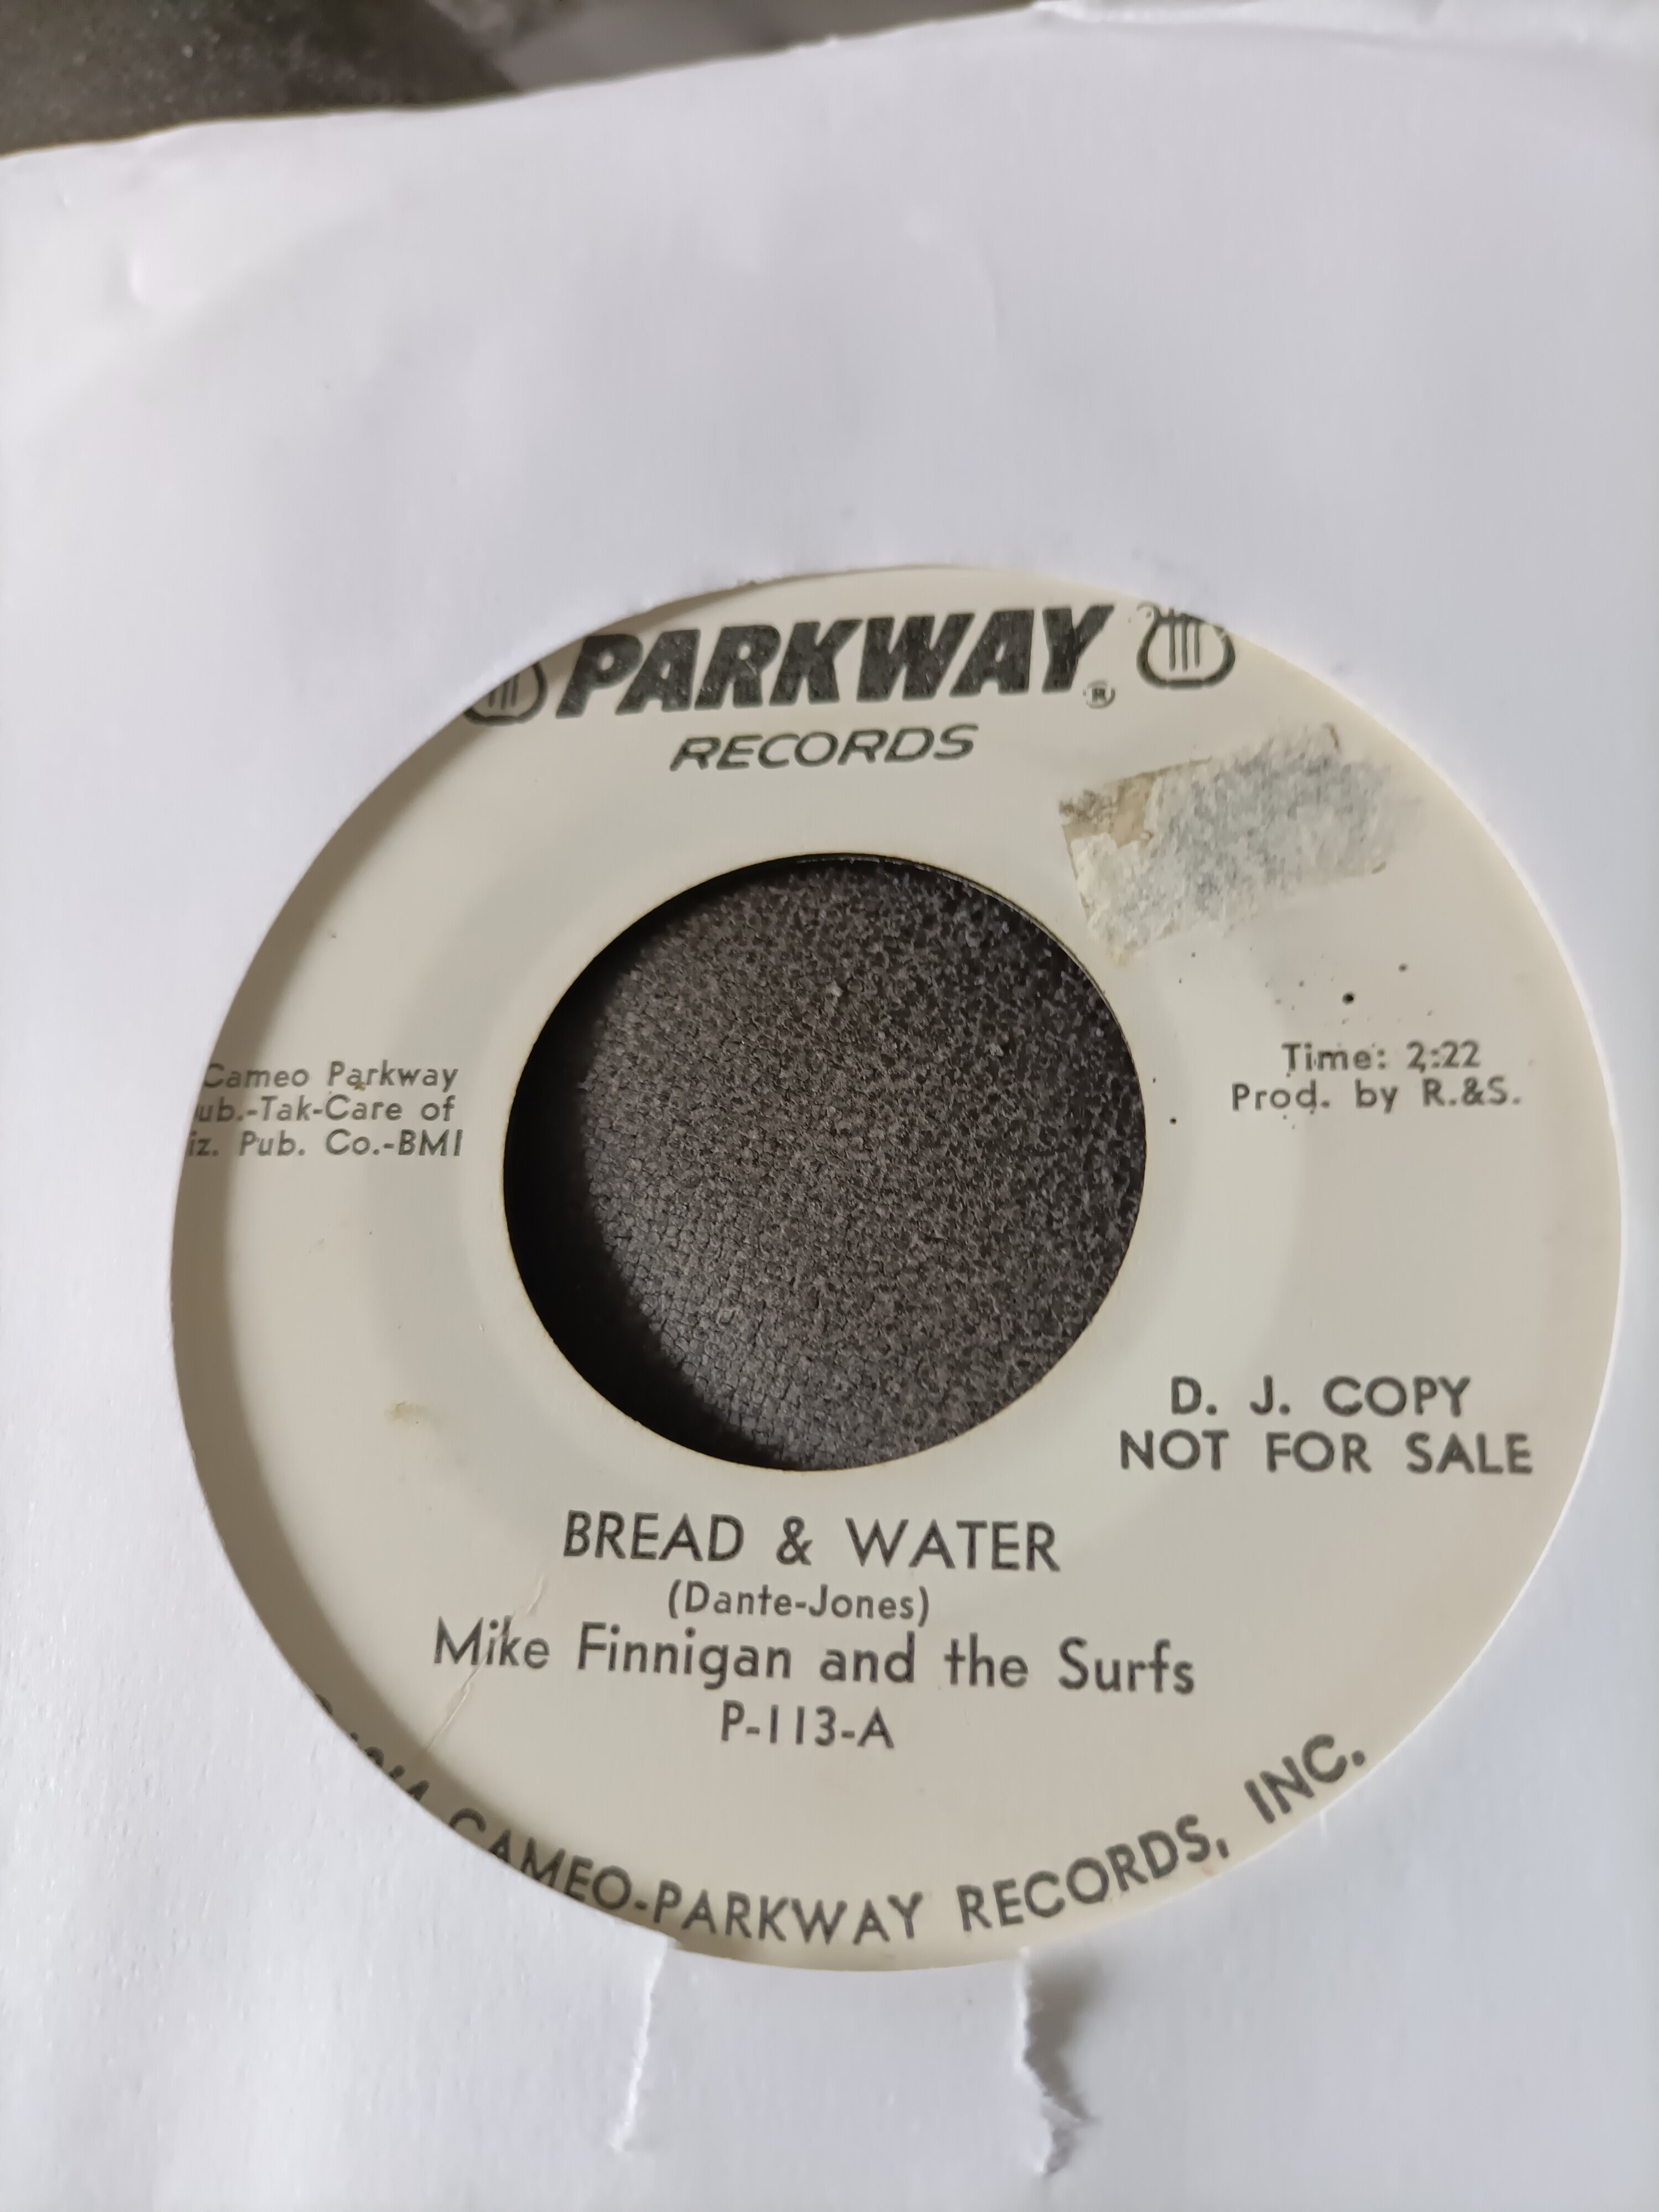 PARKWAY ®
RECORDS
Cameo Parkway
ub.-Tak-Care of
iz. Pub. Co.-BMI
Time: 2:22
Prod. by R.&S.
D. J. COPY
NOT FOR SALE
BREAD & WATER
(Dante-Jones)
Mike Finnigan and the Surfs
P-113-A
CAMEO-PARKWAY RECORDS, INC.